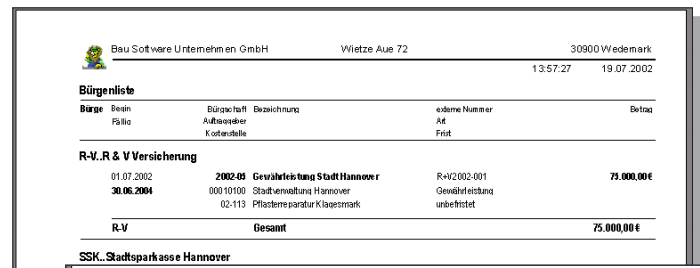 Bau Software Unternehmen GmbH Wietze Aue 72 30900 Wedemark
13:57:27 19.07.2002
Bürgenliste
Bürge Begin Bürgschaft Bezeichnung externe Nummer Betrag
Fällig Auftraggeber Art
Kostenstelle Frist
R-V..R & V Versicherung
01.07.2002 2002-05 Gewährleistung Stadt Hannover R+V2002-001 75.000,00 €
30.06.2004 00010100 Stadtverwaltung Hannover Gewährleistung
02-113 Pflasterreparatur Klagesmark unbefristet
R-V Gesamt 75.000,00 €
SSK..Stadtsparkasse Hannover